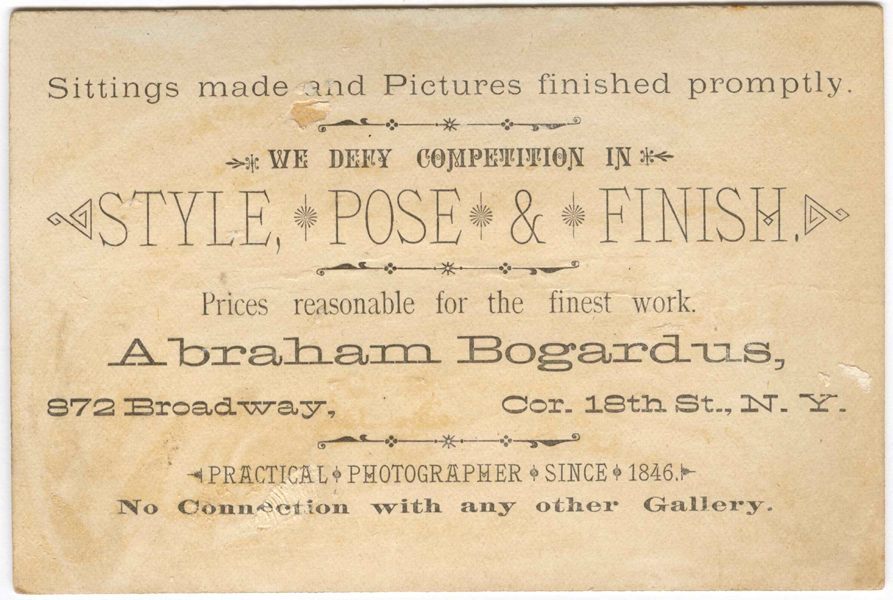 Sittings made and Pictures finished promptly.
WE DEFY COMPETITION IN
STYLE, POSE & FINISH.
Prices reasonable for the finest work.
Abraham Bogardus,
872 Broadway, Cor. 18th St., N. Y.
PRACTICAL PHOTOGRAPHER SINCE 1846.
No Connection with any other Gallery.